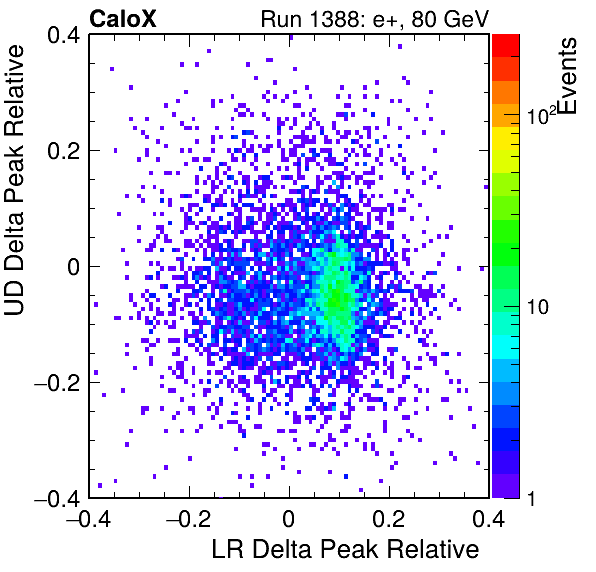 CaloX Run 1388: e+, 80 GeV
Events
UD Delta Peak Relative
0.4
0.2
0
−0.2
−0.4
−0.4 −0.2 0 0.2 0.4
LR Delta Peak Relative
10²
10
1